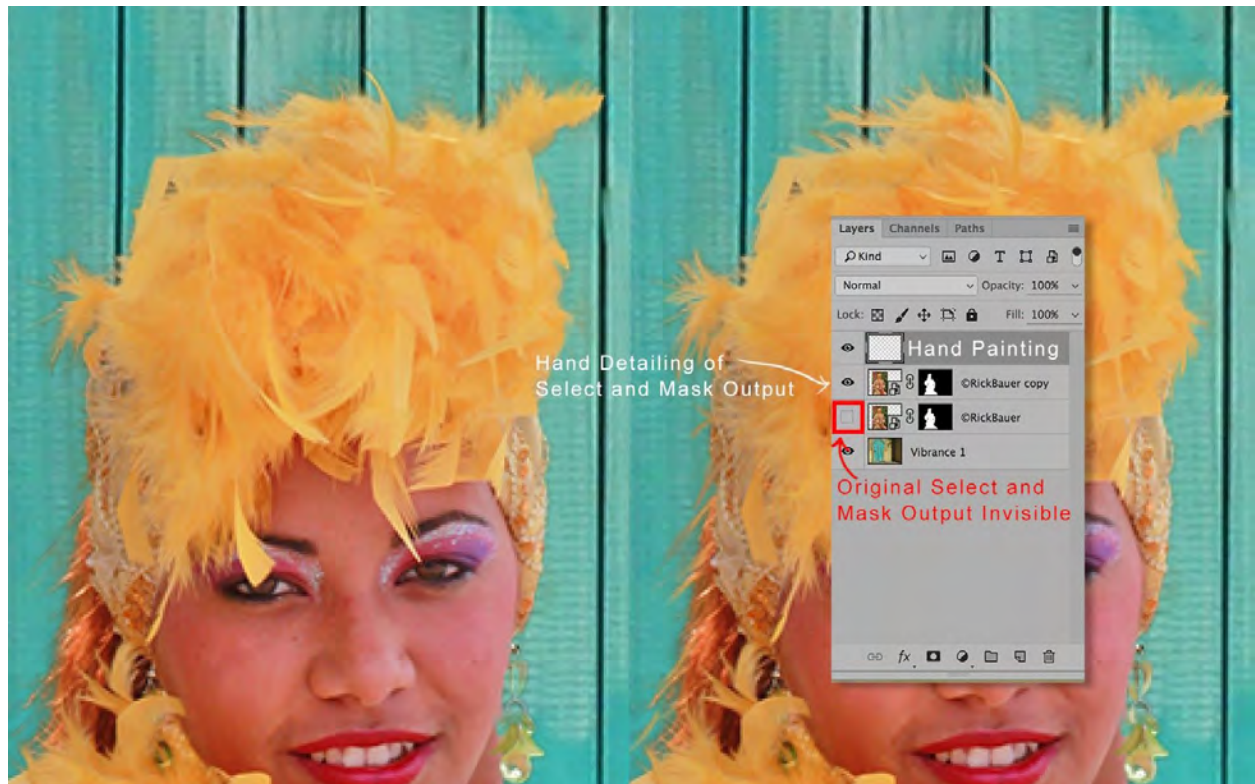 Layers Channels Paths
Kind
Normal Opacity: 100%
Lock: Fill: 100%
Hand Painting
Hand Detailing of
Select and Mask Output
©RickBauer copy
©RickBauer
Vibrance 1
Original Select and
Mask Output Invisible
fx